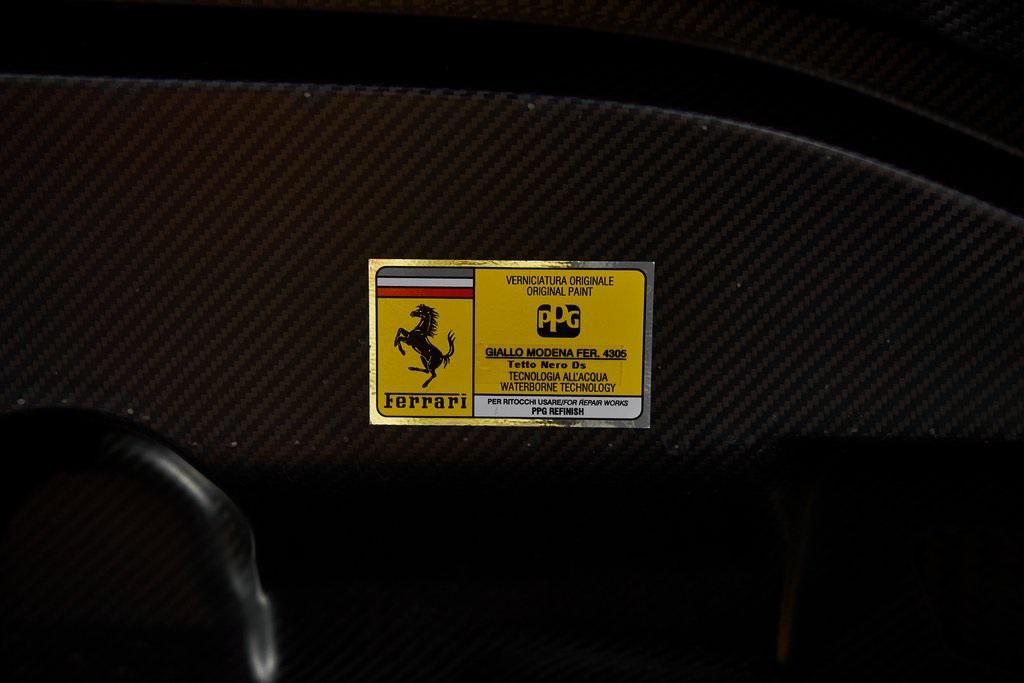 VERNICIATURA ORIGINALE
ORIGINAL PAINT
PPG
GIALLO MODENA FER. 4305
Tetto Nero Ds
TECNOLOGIA ALL'ACQUA
WATERBORNE TECHNOLOGY
Ferrari
PER RITOCCHI USARE/FOR REPAIR WORKS
PPG REFINISH